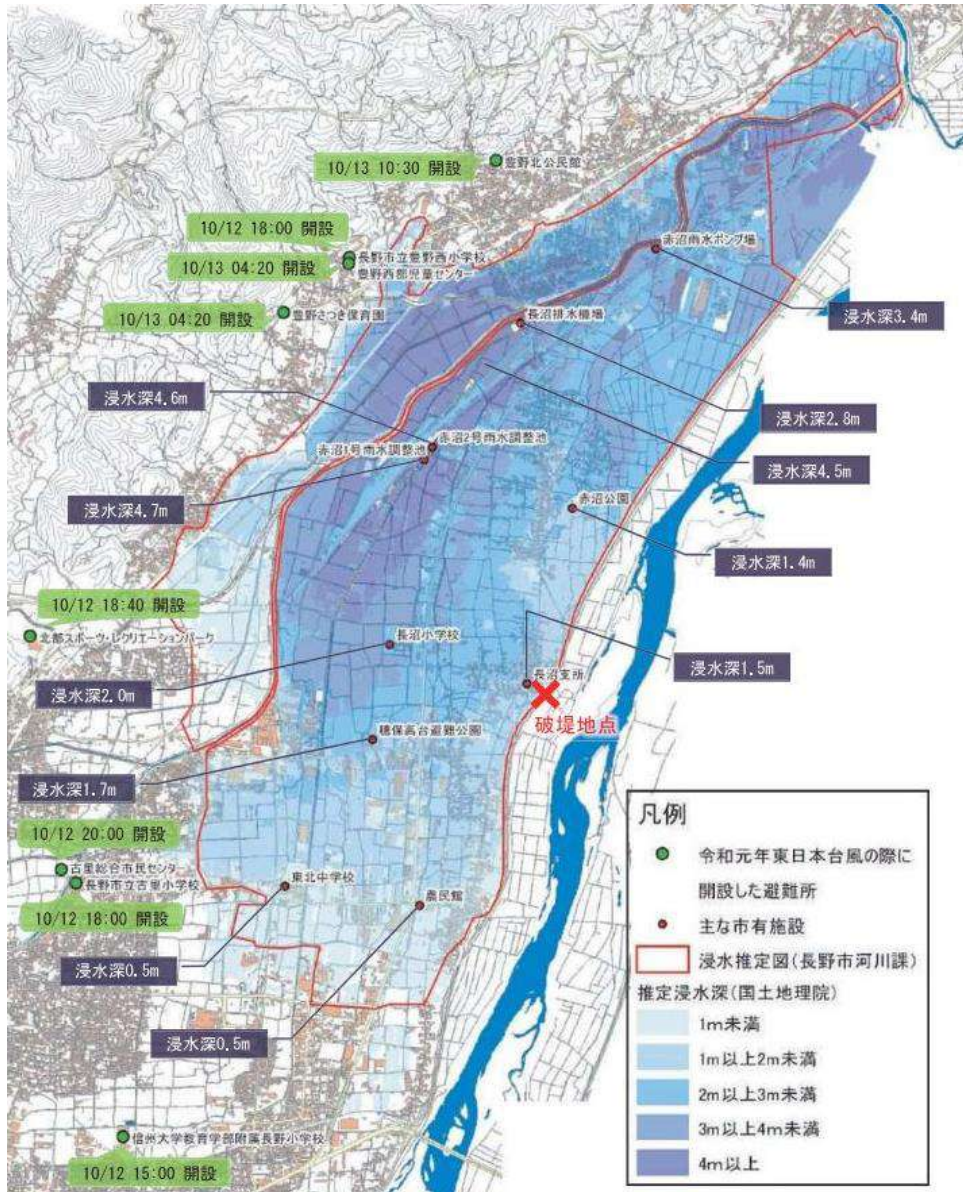 10/13 10:30 開設
豊野北公民館
10/12 18:00 開設
長野市立豊野西小学校
10/13 04:20 開設
豊野西部児童センター
赤沼雨水ポンプ場
10/13 04:20 開設
豊野さつき保育園
長沼排水機場
浸水深3.4m
浸水深4.6m
浸水深2.8m
赤沼2号雨水調整池
赤沼1号雨水調整池
浸水深4.5m
浸水深4.7m
赤沼公園
浸水深1.4m
10/12 18:40 開設
北部スポーツ・レクリエーションパーク
長沼小学校
浸水深1.5m
長沼支所
浸水深2.0m
破堤地点
穂保高台避難公園
浸水深1.7m
10/12 20:00 開設
古里総合市民センター
長野市立古里小学校
東北中学校
農民館
10/12 18:00 開設
浸水深0.5m
浸水深0.5m
信州大学教育学部附属長野小学校
10/12 15:00 開設
凡例
令和元年東日本台風の際に
開設した避難所
主な市有施設
浸水推定図(長野市河川課)
推定浸水深(国土地理院)
1m未満
1m以上2m未満
2m以上3m未満
3m以上4m未満
4m以上